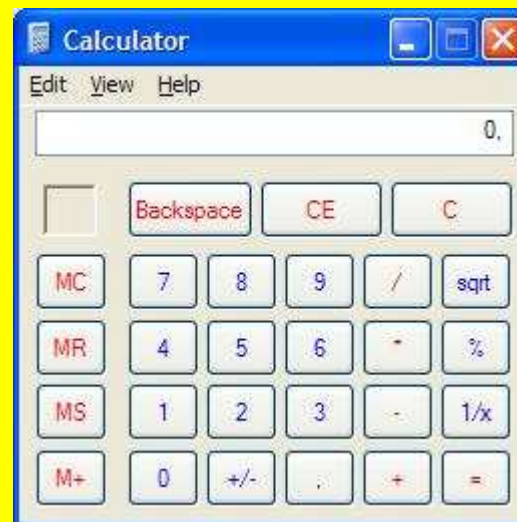 Calculator
Edit View Help
0,
Backspace CE C
MC 7 8 9 / sqrt
MR 4 5 6 * %
MS 1 2 3 - 1/x
M+ 0 +/- , + =